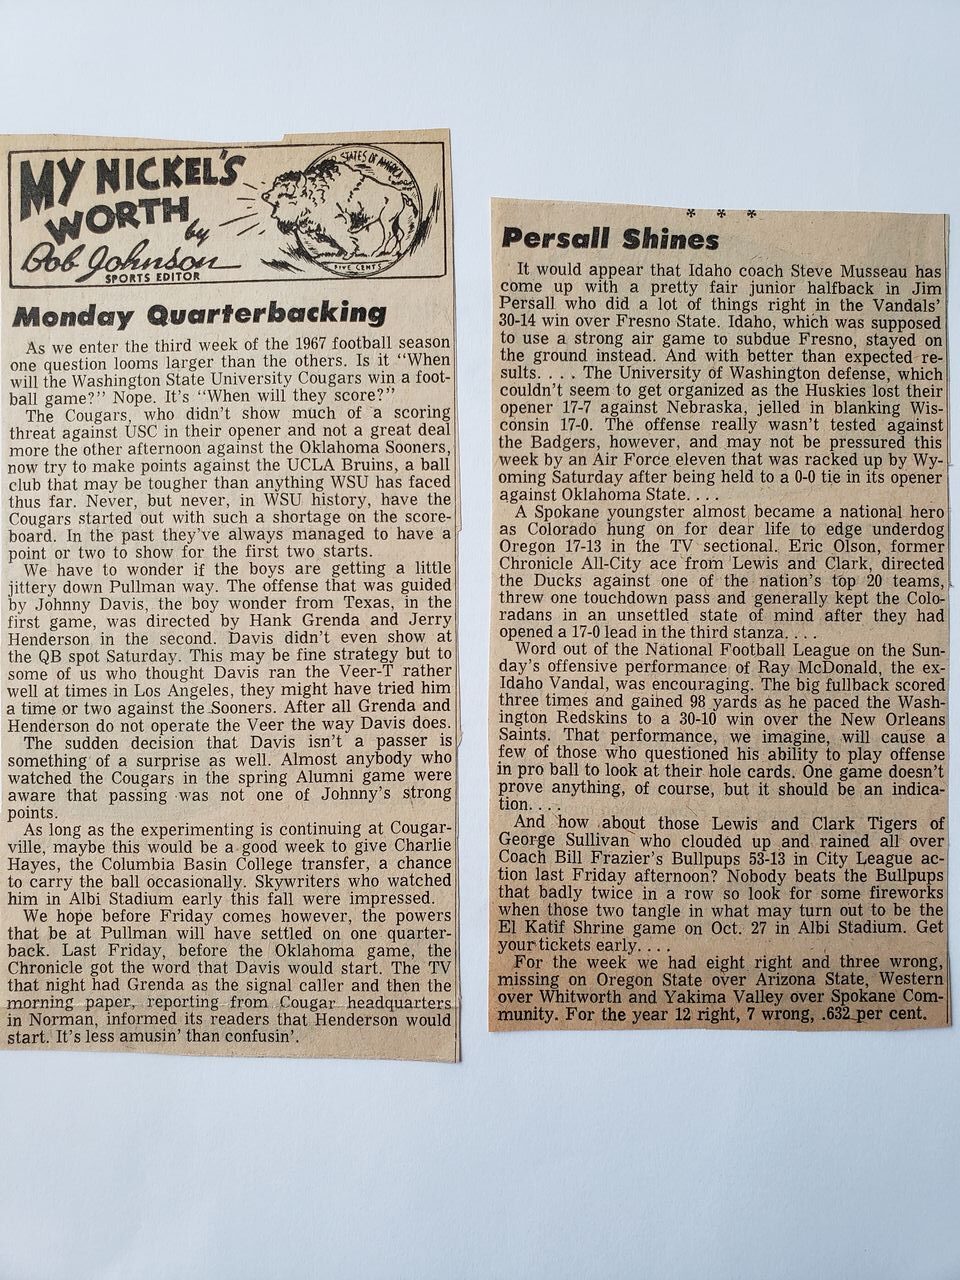 MY NICKEL'S
WORTH
by
Bob Johnson
SPORTS EDITOR
STATES OF AMERICA
FIVE CENTS
Monday Quarterbacking
As we enter the third week of the 1967 football season
one question looms larger than the others. Is it "When
will the Washington State University Cougars win a foot-
ball game?" Nope. It's "When will they score?"
The Cougars, who didn't show much of a scoring
threat against USC in their opener and not a great deal
more the other afternoon against the Oklahoma Sooners,
now try to make points against the UCLA Bruins, a ball
club that may be tougher than anything WSU has faced
thus far. Never, but never, in WSU history, have the
Cougars started out with such a shortage on the score-
board. In the past they've always managed to have a
point or two to show for the first two starts.
We have to wonder if the boys are getting a little
jittery down Pullman way. The offense that was guided
by Johnny Davis, the boy wonder from Texas, in the
first game, was directed by Hank Grenda and Jerry
Henderson in the second. Davis didn't even show at
the QB spot Saturday. This may be fine strategy but to
some of us who thought Davis ran the Veer-T rather
well at times in Los Angeles, they might have tried him
a time or two against the Sooners. After all Grenda and
Henderson do not operate the Veer the way Davis does.
The sudden decision that Davis isn't a passer is
something of a surprise as well. Almost anybody who
watched the Cougars in the spring Alumni game were
aware that passing was not one of Johnny's strong
points.
As long as the experimenting is continuing at Cougar-
ville, maybe this would be a good week to give Charlie
Hayes, the Columbia Basin College transfer, a chance
to carry the ball occasionally. Skywriters who watched
him in Albi Stadium early this fall were impressed.
We hope before Friday comes however, the powers
that be at Pullman will have settled on one quarter-
back. Last Friday, before the Oklahoma game, the
Chronicle got the word that Davis would start. The TV
that night had Grenda as the signal caller and then the
morning paper, reporting from Cougar headquarters
in Norman, informed its readers that Henderson would
start. It's less amusin' than confusin'.
* * *
Persall Shines
It would appear that Idaho coach Steve Musseau has
come up with a pretty fair junior halfback in Jim
Persall who did a lot of things right in the Vandals'
30-14 win over Fresno State. Idaho, which was supposed
to use a strong air game to subdue Fresno, stayed on
the ground instead. And with better than expected re-
sults. . . . The University of Washington defense, which
couldn't seem to get organized as the Huskies lost their
opener 17-7 against Nebraska, jelled in blanking Wis-
consin 17-0. The offense really wasn't tested against
the Badgers, however, and may not be pressured this
week by an Air Force eleven that was racked up by Wy-
oming Saturday after being held to a 0-0 tie in its opener
against Oklahoma State. . . .
A Spokane youngster almost became a national hero
as Colorado hung on for dear life to edge underdog
Oregon 17-13 in the TV sectional. Eric Olson, former
Chronicle All-City ace from Lewis and Clark, directed
the Ducks against one of the nation's top 20 teams,
threw one touchdown pass and generally kept the Colo-
radans in an unsettled state of mind after they had
opened a 17-0 lead in the third stanza. . . .
Word out of the National Football League on the Sun-
day's offensive performance of Ray McDonald, the ex-
Idaho Vandal, was encouraging. The big fullback scored
three times and gained 98 yards as he paced the Wash-
ington Redskins to a 30-10 win over the New Orleans
Saints. That performance, we imagine, will cause a
few of those who questioned his ability to play offense
in pro ball to look at their hole cards. One game doesn't
prove anything, of course, but it should be an indica-
tion. . . .
And how about those Lewis and Clark Tigers of
George Sullivan who clouded up and rained all over
Coach Bill Frazier's Bullpups 53-13 in City League ac-
tion last Friday afternoon? Nobody beats the Bullpups
that badly twice in a row so look for some fireworks
when those two tangle in what may turn out to be the
El Katif Shrine game on Oct. 27 in Albi Stadium. Get
your tickets early. . . .
For the week we had eight right and three wrong,
missing on Oregon State over Arizona State, Western
over Whitworth and Yakima Valley over Spokane Com-
munity. For the year 12 right, 7 wrong, .632 per cent.